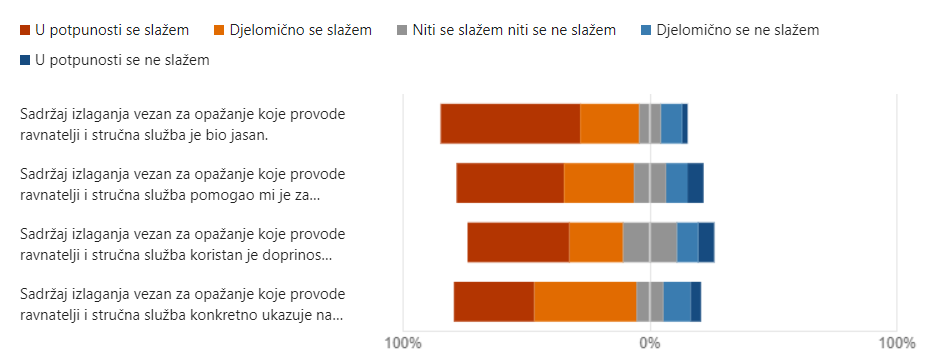 U potpunosti se slažem Djelomično se slažem Niti se slažem niti se ne slažem Djelomično se ne slažem
U potpunosti se ne slažem
Sadržaj izlaganja vezan za opažanje koje provode
ravnatelji i stručna služba je bio jasan.
Sadržaj izlaganja vezan za opažanje koje provode
ravnatelji i stručna služba pomogao mi je za...
Sadržaj izlaganja vezan za opažanje koje provode
ravnatelji i stručna služba koristan je doprinos...
Sadržaj izlaganja vezan za opažanje koje provode
ravnatelji i stručna služba konkretno ukazuje na...
100% 0% 100%